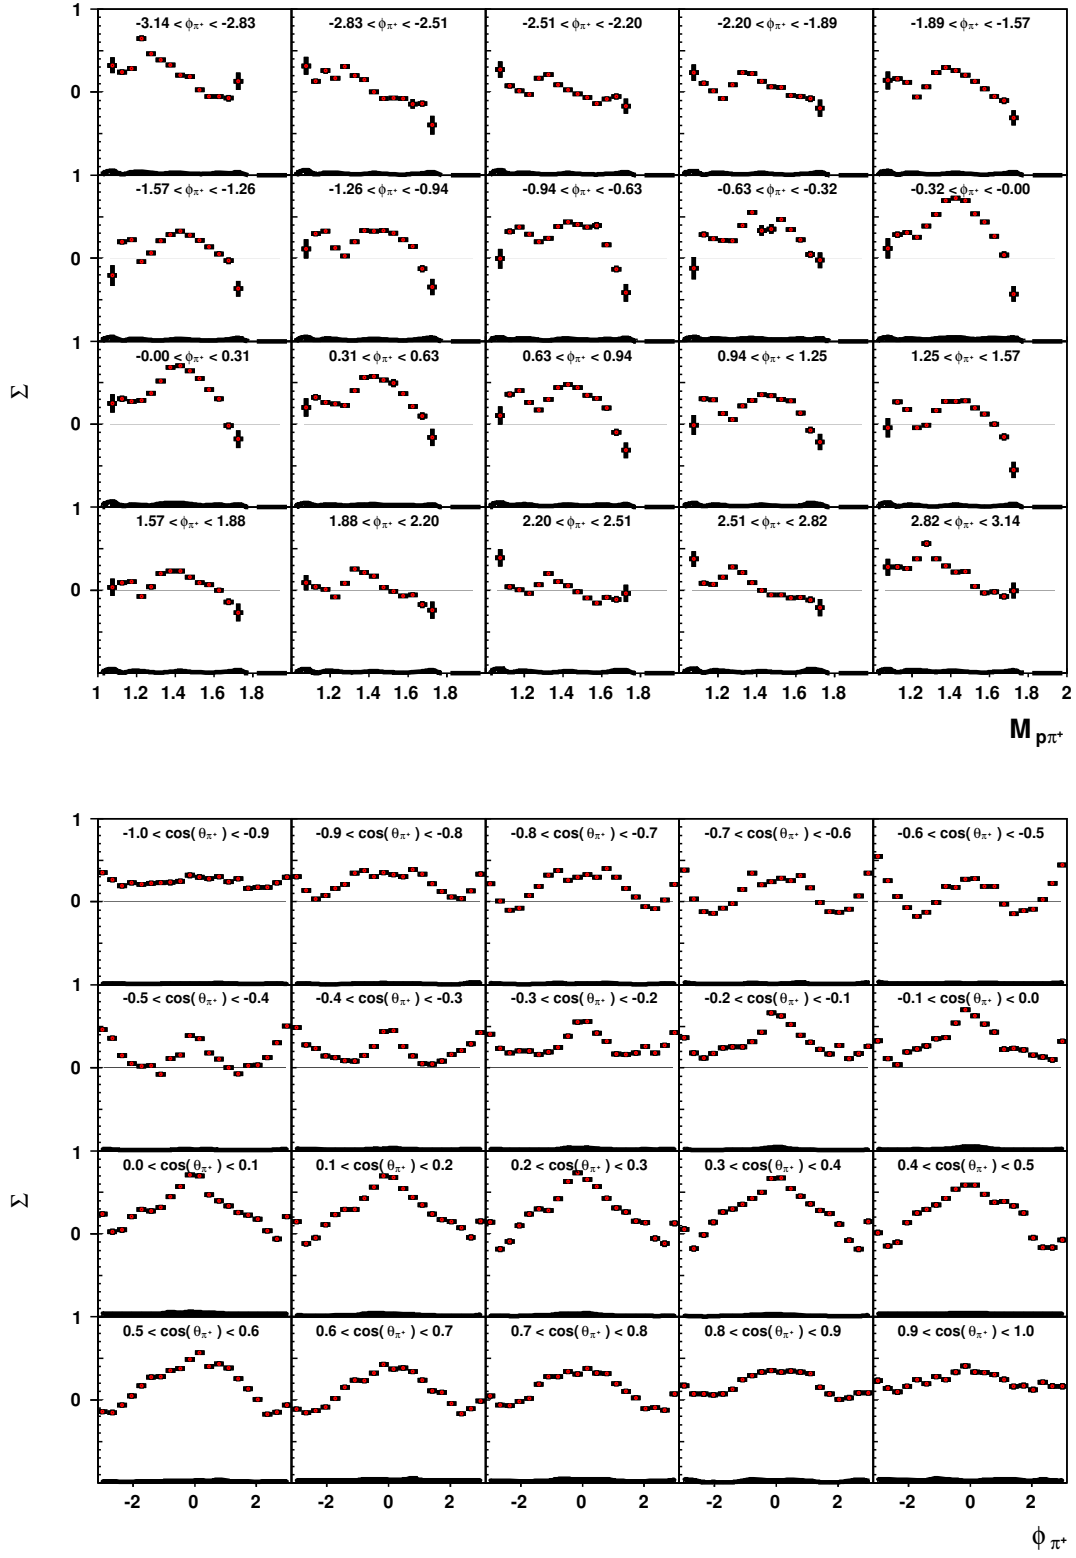 1
-3.14 < ϕπ+ < -2.83
-2.83 < ϕπ+ < -2.51
-2.51 < ϕπ+ < -2.20
-2.20 < ϕπ+ < -1.89
-1.89 < ϕπ+ < -1.57
0
1
-1.57 < ϕπ+ < -1.26
-1.26 < ϕπ+ < -0.94
-0.94 < ϕπ+ < -0.63
-0.63 < ϕπ+ < -0.32
-0.32 < ϕπ+ < -0.00
0
1
-0.00 < ϕπ+ < 0.31
0.31 < ϕπ+ < 0.63
0.63 < ϕπ+ < 0.94
0.94 < ϕπ+ < 1.25
1.25 < ϕπ+ < 1.57
Σ
0
1
1.57 < ϕπ+ < 1.88
1.88 < ϕπ+ < 2.20
2.20 < ϕπ+ < 2.51
2.51 < ϕπ+ < 2.82
2.82 < ϕπ+ < 3.14
0
1 1.2 1.4 1.6 1.8 1.2 1.4 1.6 1.8 1.2 1.4 1.6 1.8 1.2 1.4 1.6 1.8 1.2 1.4 1.6 1.8 2
M pπ+
1
-1.0 < cos(θπ+) < -0.9
-0.9 < cos(θπ+) < -0.8
-0.8 < cos(θπ+) < -0.7
-0.7 < cos(θπ+) < -0.6
-0.6 < cos(θπ+) < -0.5
0
1
-0.5 < cos(θπ+) < -0.4
-0.4 < cos(θπ+) < -0.3
-0.3 < cos(θπ+) < -0.2
-0.2 < cos(θπ+) < -0.1
-0.1 < cos(θπ+) < 0.0
0
1
0.0 < cos(θπ+) < 0.1
0.1 < cos(θπ+) < 0.2
0.2 < cos(θπ+) < 0.3
0.3 < cos(θπ+) < 0.4
0.4 < cos(θπ+) < 0.5
Σ
0
1
0.5 < cos(θπ+) < 0.6
0.6 < cos(θπ+) < 0.7
0.7 < cos(θπ+) < 0.8
0.8 < cos(θπ+) < 0.9
0.9 < cos(θπ+) < 1.0
0
-2 0 2 -2 0 2 -2 0 2 -2 0 2 -2 0 2
ϕ π+